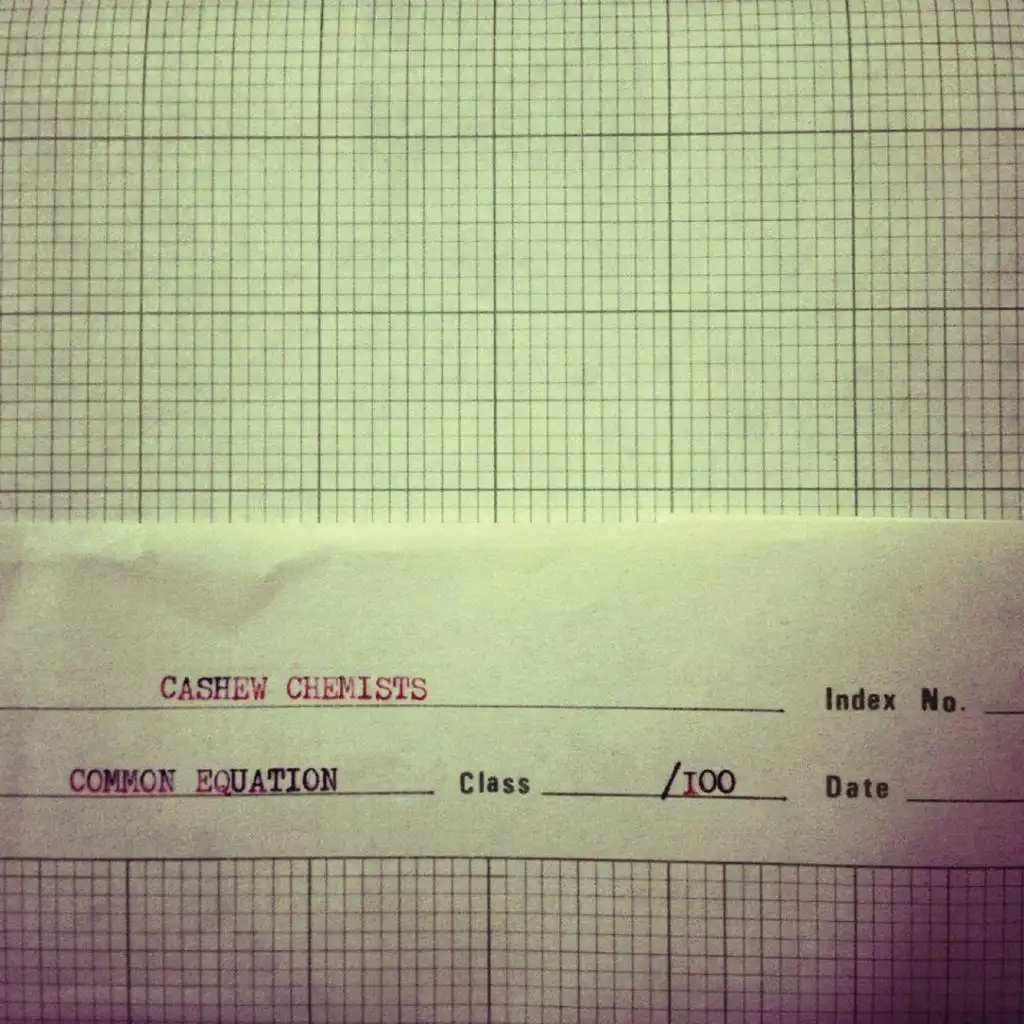 CASHEW CHEMISTS Index No.
COMMON EQUATION Class /100 Date